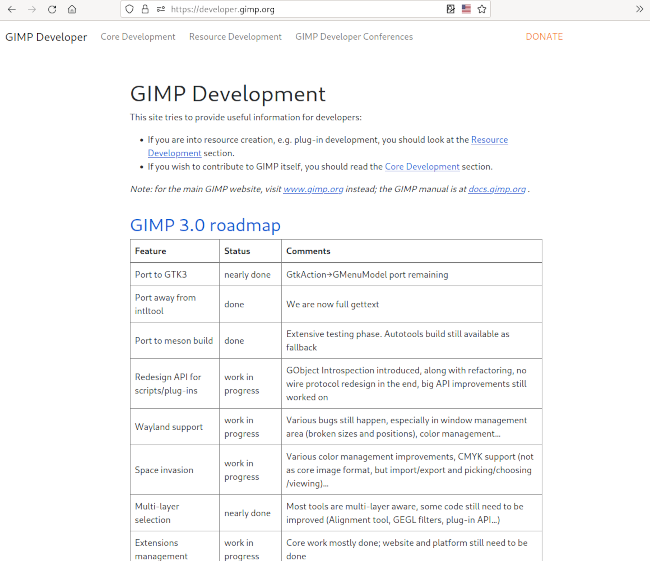 https://developer.gimp.org
GIMP Developer Core Development Resource Development GIMP Developer Conferences DONATE
GIMP Development
This site tries to provide useful information for developers:
• If you are into resource creation, e.g. plug-in development, you should look at the Resource
Development section.
• If you wish to contribute to GIMP itself, you should read the Core Development section.
Note: for the main GIMP website, visit www.gimp.org instead; the GIMP manual is at docs.gimp.org .
GIMP 3.0 roadmap
Feature Status Comments
Port to GTK3 nearly done GtkAction→GMenuModel port remaining
Port away from
intltool
done
We are now full gettext
Port to meson build
done
Extensive testing phase. Autotools build still available as
fallback
Redesign API for
scripts/plug-ins
work in
progress
GObject Introspection introduced, along with refactoring, no
wire protocol redesign in the end, big API improvements still
worked on
Wayland support
work in
progress
Various bugs still happen, especially in window management
area (broken sizes and positions), color management...
Space invasion
work in
progress
Various color management improvements, CMYK support (not
as core image format, but import/export and picking/choosing
/viewing)...
Multi-layer
selection
nearly done
Most tools are multi-layer aware, some code still need to be
improved (Alignment tool, GEGL filters, plug-in API...)
Extensions
management
work in
progress
Core work mostly done; website and platform still need to be
done